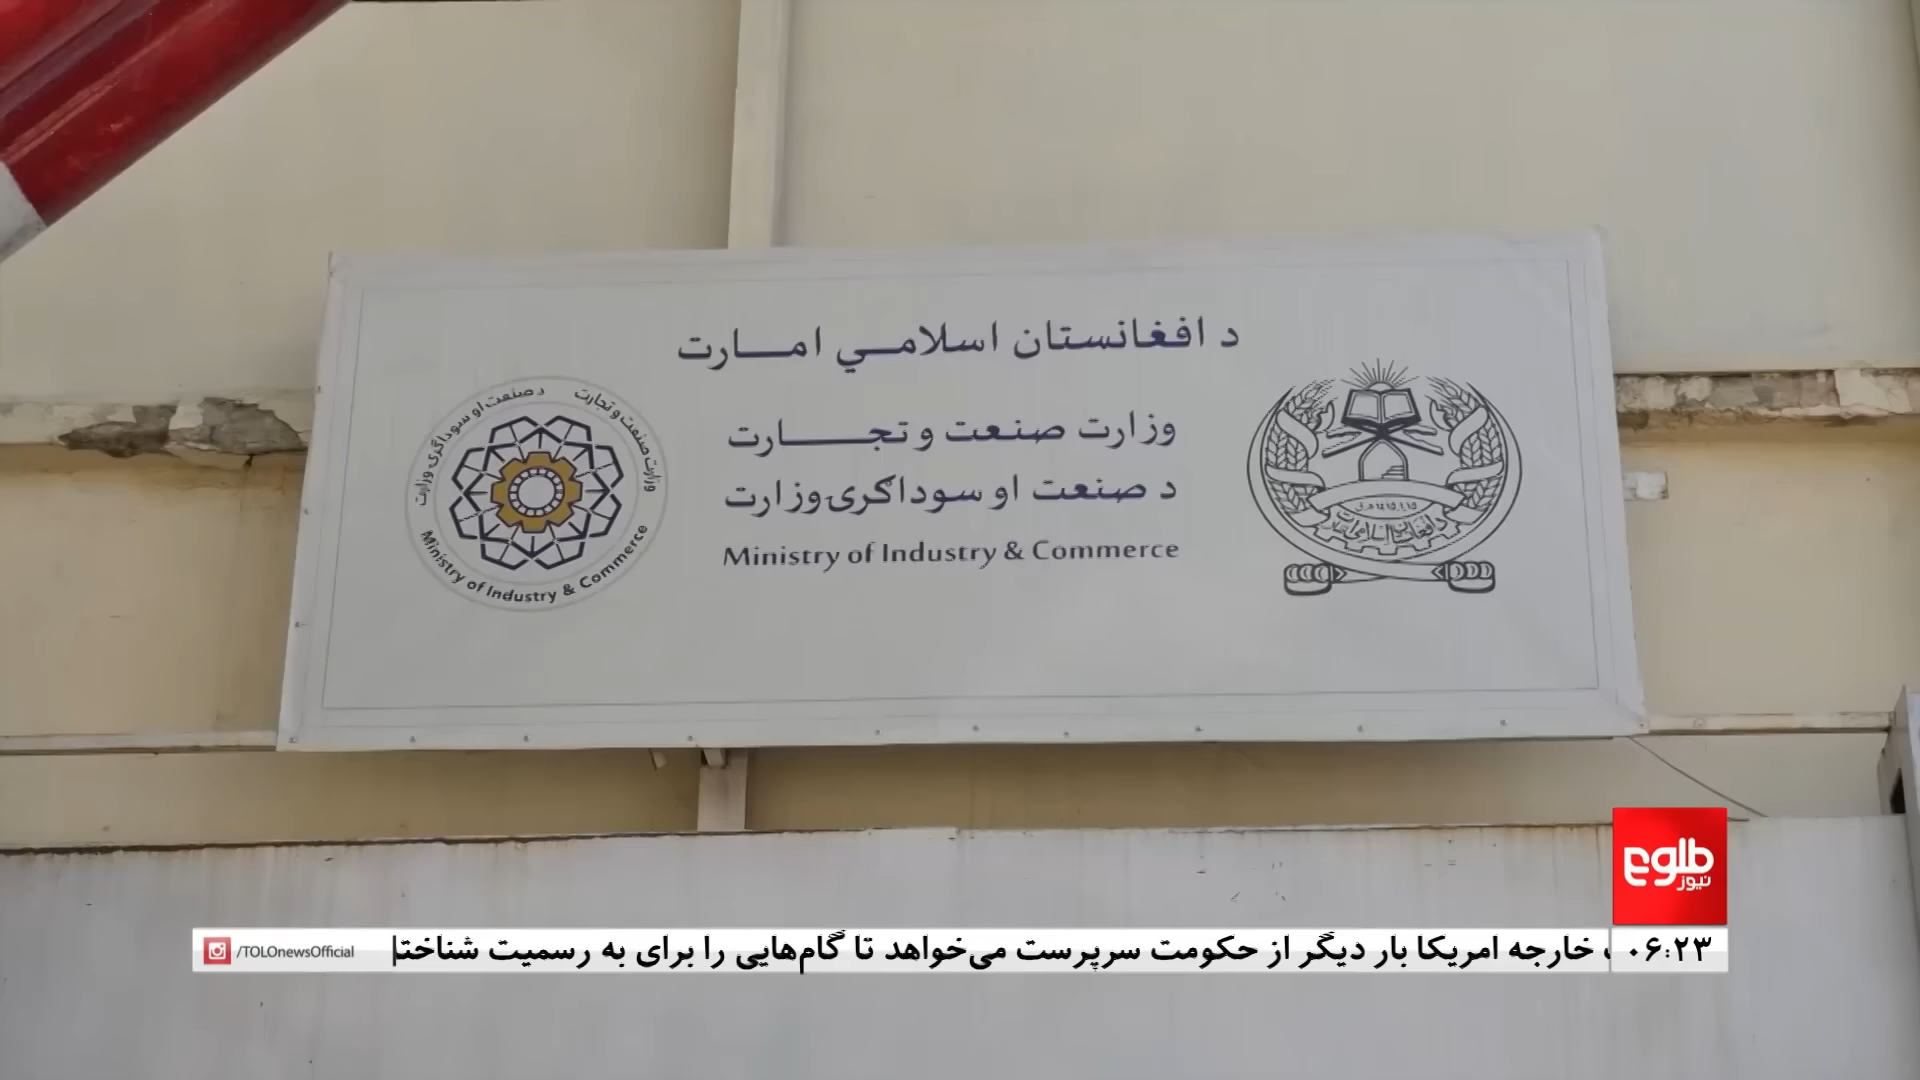 د افغانستان اسلامي امارت
وزارت صنعت و تجارت
د صنعت او سوداګرۍ وزارت
Ministry of Industry & Commerce
د صنعت او سوداګرۍ وزارت
وزارت صنعت و تجارت
Ministry of Industry & Commerce
طلوع
نیوز
۰۶:۲۳
خارجه امریکا بار دیگر از حکومت سرپرست می‌خواهد تا گام‌هایی را برای به رسمیت شناختـ
/TOLOnewsOfficial